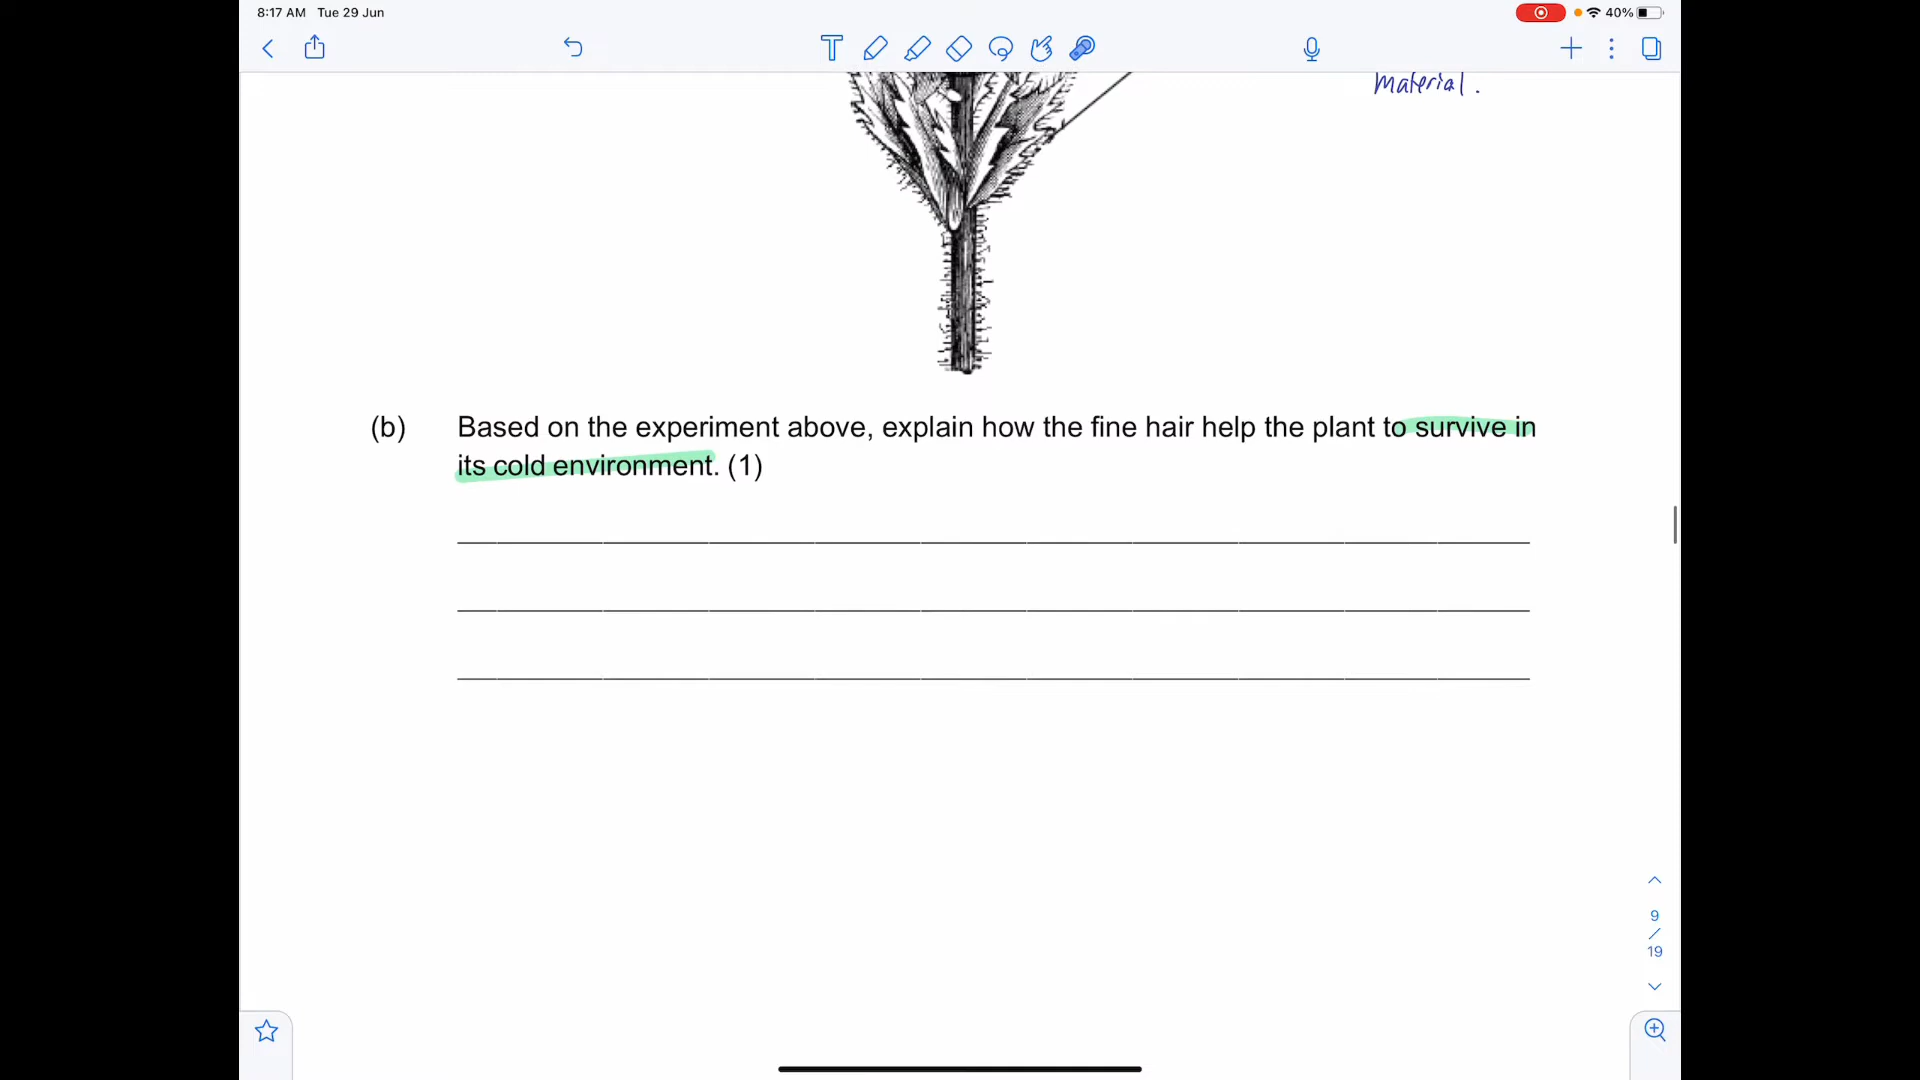 8:17 AM Tue 29 Jun
40%
material.
(b) Based on the experiment above, explain how the fine hair help the plant to survive in
its cold environment. (1)
9
/
19